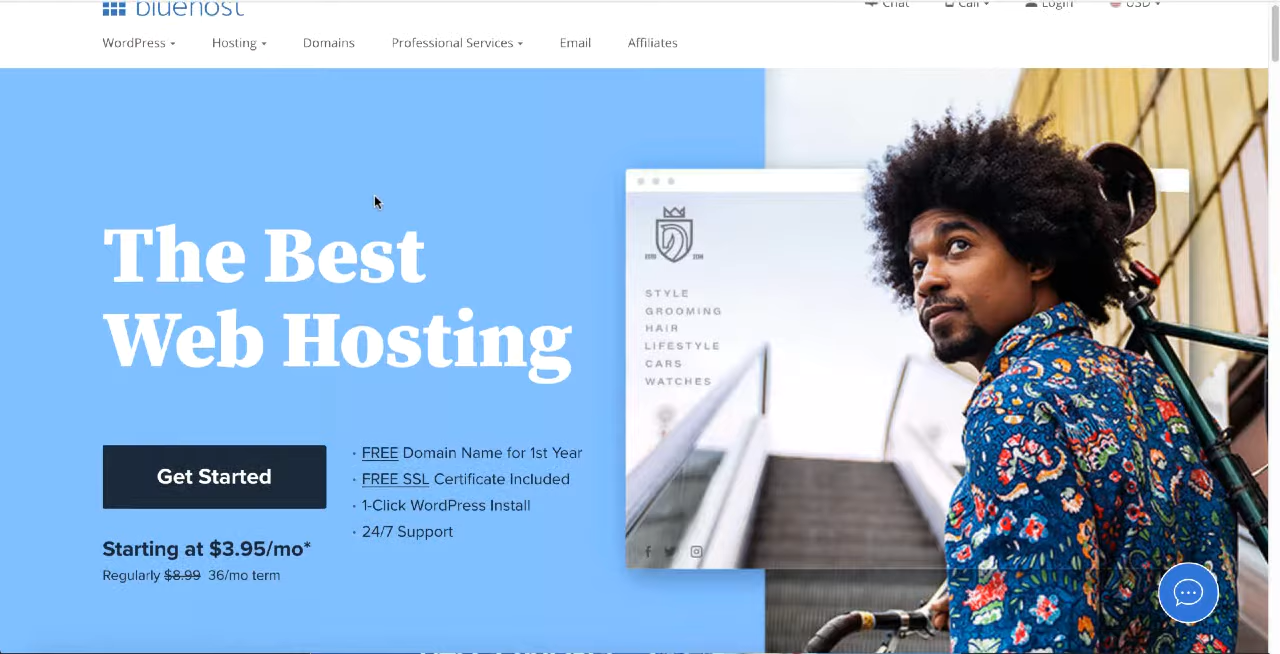 bluehost
Chat
Call
Login
USD
WordPress
Hosting
Domains
Professional Services
Email
Affiliates
The Best
Web Hosting
STYLE
GROOMING
HAIR
LIFESTYLE
CARS
WATCHES
Get Started
· FREE Domain Name for 1st Year
· FREE SSL Certificate Included
· 1-Click WordPress Install
· 24/7 Support
Starting at $3.95/mo*
Regularly $8.99 36/mo term